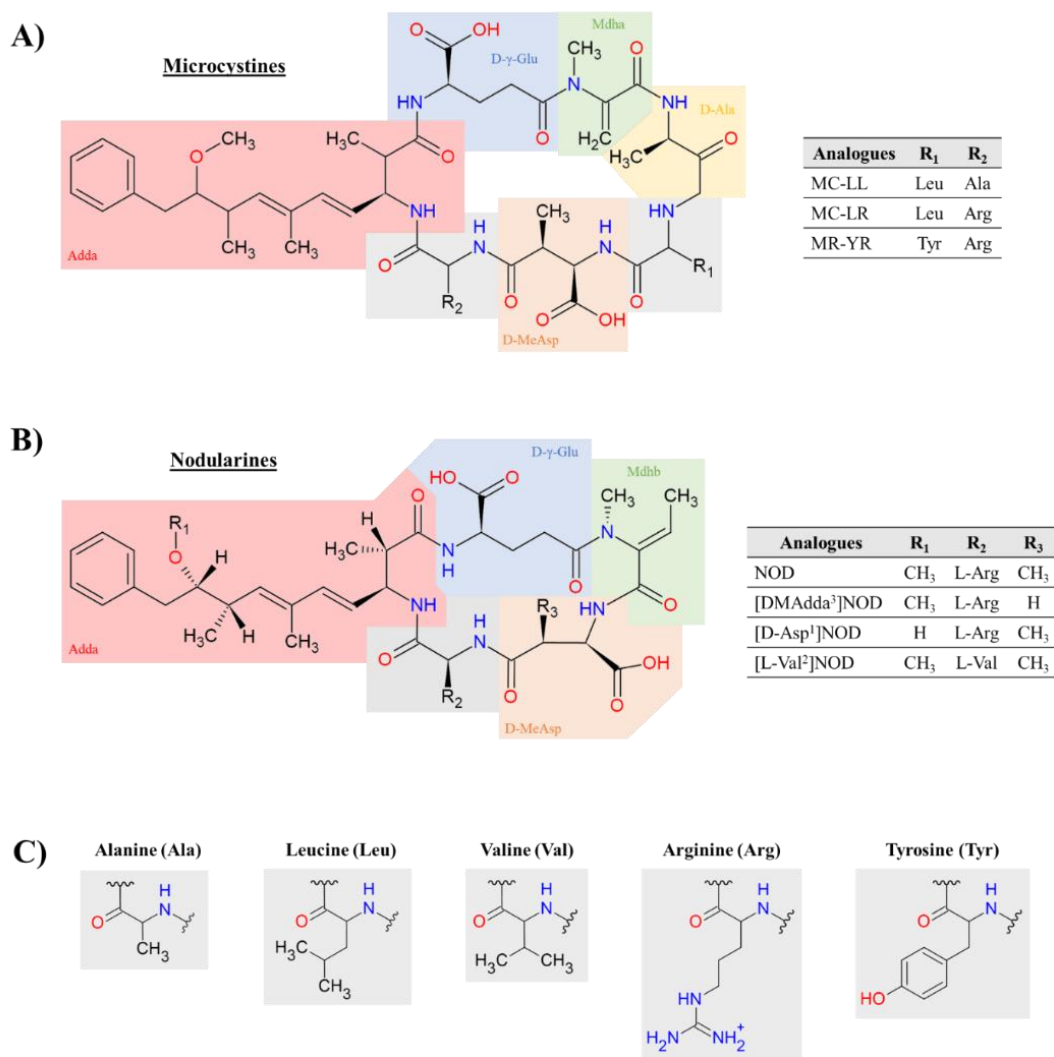 A)
Microcystines
OH
O
D-γ-Glu
Mdha
CH3
O
HN
N
NH
D-Ala
CH3
O
CH3
O
O
H2C
H3C
O
NH
CH3
H
N
H
N
HN
CH3
CH3
O
O
O
R1
Adda
R2
O
OH
D-MeAsp
Analogues R1 R2
MC-LL Leu Ala
MC-LR Leu Arg
MR-YR Tyr Arg
B)
Nodularines
D-γ-Glu
Mdhb
R1
HO
O
O
H
H3C
CH3
O
H
H3C
N
H
N
O
NH
R3
HN
O
H3C
H
CH3
O
H
N
OH
Adda
R2
O
O
D-MeAsp
Analogues R1 R2 R3
NOD CH3 L-Arg CH3
[DMAdda3]NOD CH3 L-Arg H
[D-Asp1]NOD H L-Arg CH3
[L-Val2]NOD CH3 L-Val CH3
C)
Alanine (Ala)
Leucine (Leu)
Valine (Val)
Arginine (Arg)
Tyrosine (Tyr)
O
H
N
CH3
O
H
N
H3C
CH3
O
H
N
H3C
CH3
O
H
N
HN
H2N
NH2
+
O
H
N
HO